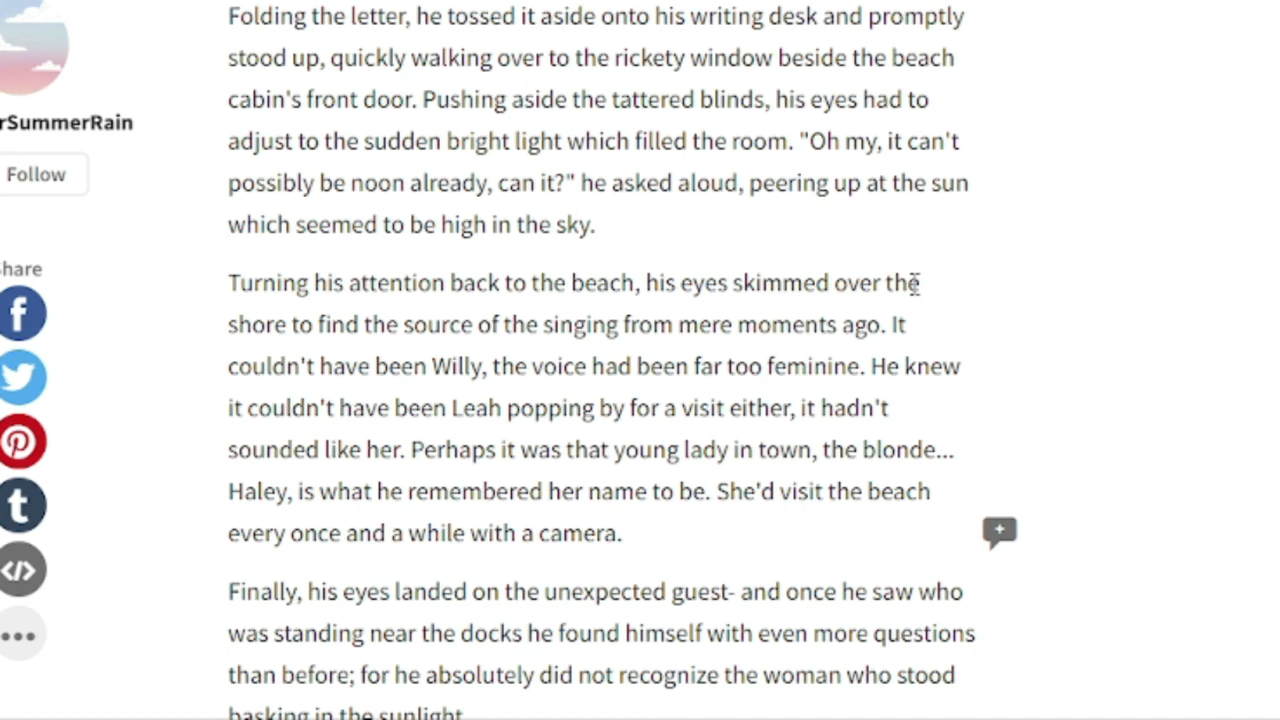 Folding the letter, he tossed it aside onto his writing desk and promptly
stood up, quickly walking over to the rickety window beside the beach
cabin's front door. Pushing aside the tattered blinds, his eyes had to
adjust to the sudden bright light which filled the room. "Oh my, it can't
possibly be noon already, can it?" he asked aloud, peering up at the sun
which seemed to be high in the sky.
rSummerRain
Follow
Share
Turning his attention back to the beach, his eyes skimmed over the
shore to find the source of the singing from mere moments ago. It
couldn't have been Willy, the voice had been far too feminine. He knew
it couldn't have been Leah popping by for a visit either, it hadn't
sounded like her. Perhaps it was that young lady in town, the blonde...
Haley, is what he remembered her name to be. She'd visit the beach
every once and a while with a camera.
Finally, his eyes landed on the unexpected guest- and once he saw who
was standing near the docks he found himself with even more questions
than before; for he absolutely did not recognize the woman who stood
basking in the sunlight.